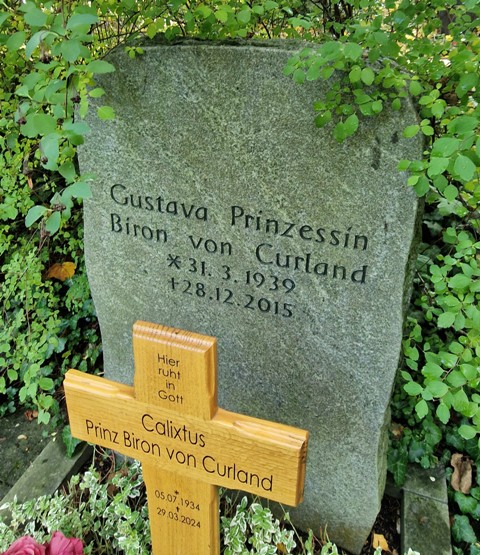 Gustava Prinzessin
Biron von Curland
* 31. 3. 1939
† 28.12.2015
Hier
ruht
in
Gott
Calixtus
Prinz Biron von Curland
05.07.1934
29.03.2024